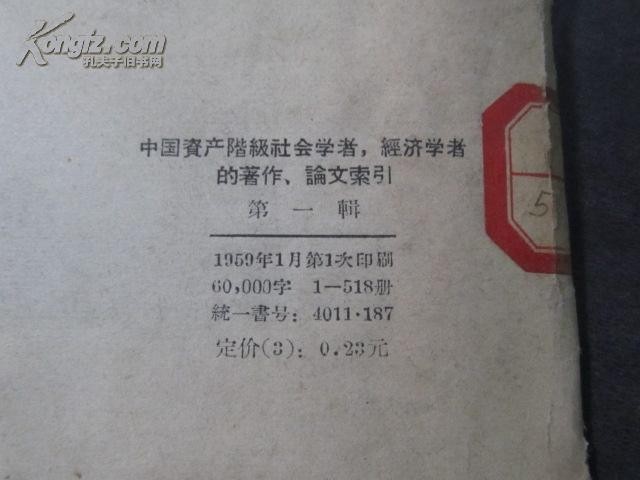 Kongfz.com
孔夫子旧书网
中国資产階級社会学者，經济学者
的著作、論文索引
第一輯
1959年1月第1次印刷
60,000字 1—518册
統一書号：4011·187
定价(3)：0.23元
5